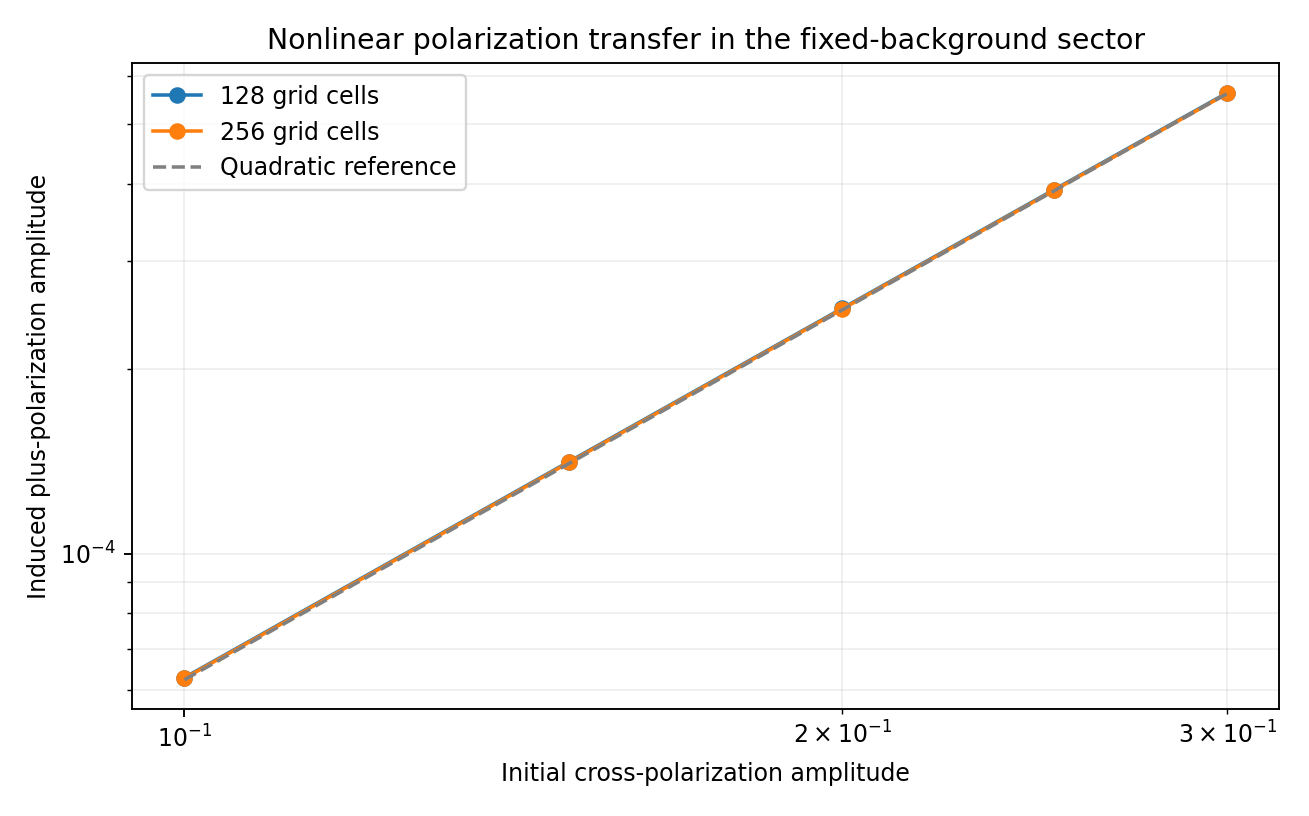 Nonlinear polarization transfer in the fixed-background sector
128 grid cells
256 grid cells
Quadratic reference
Induced plus-polarization amplitude
10⁻⁴
10⁻¹
2 × 10⁻¹
3 × 10⁻¹
Initial cross-polarization amplitude